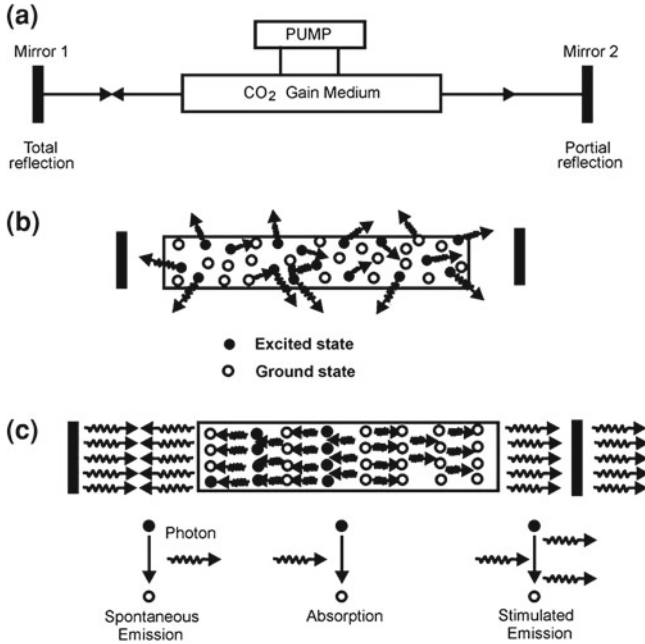 (a)
PUMP
Mirror 1
Mirror 2
CO₂ Gain Medium
Total
reflection
Partial
reflection
(b)
Excited state
Ground state
(c)
Photon
Spontaneous
Emission
Absorption
Stimulated
Emission